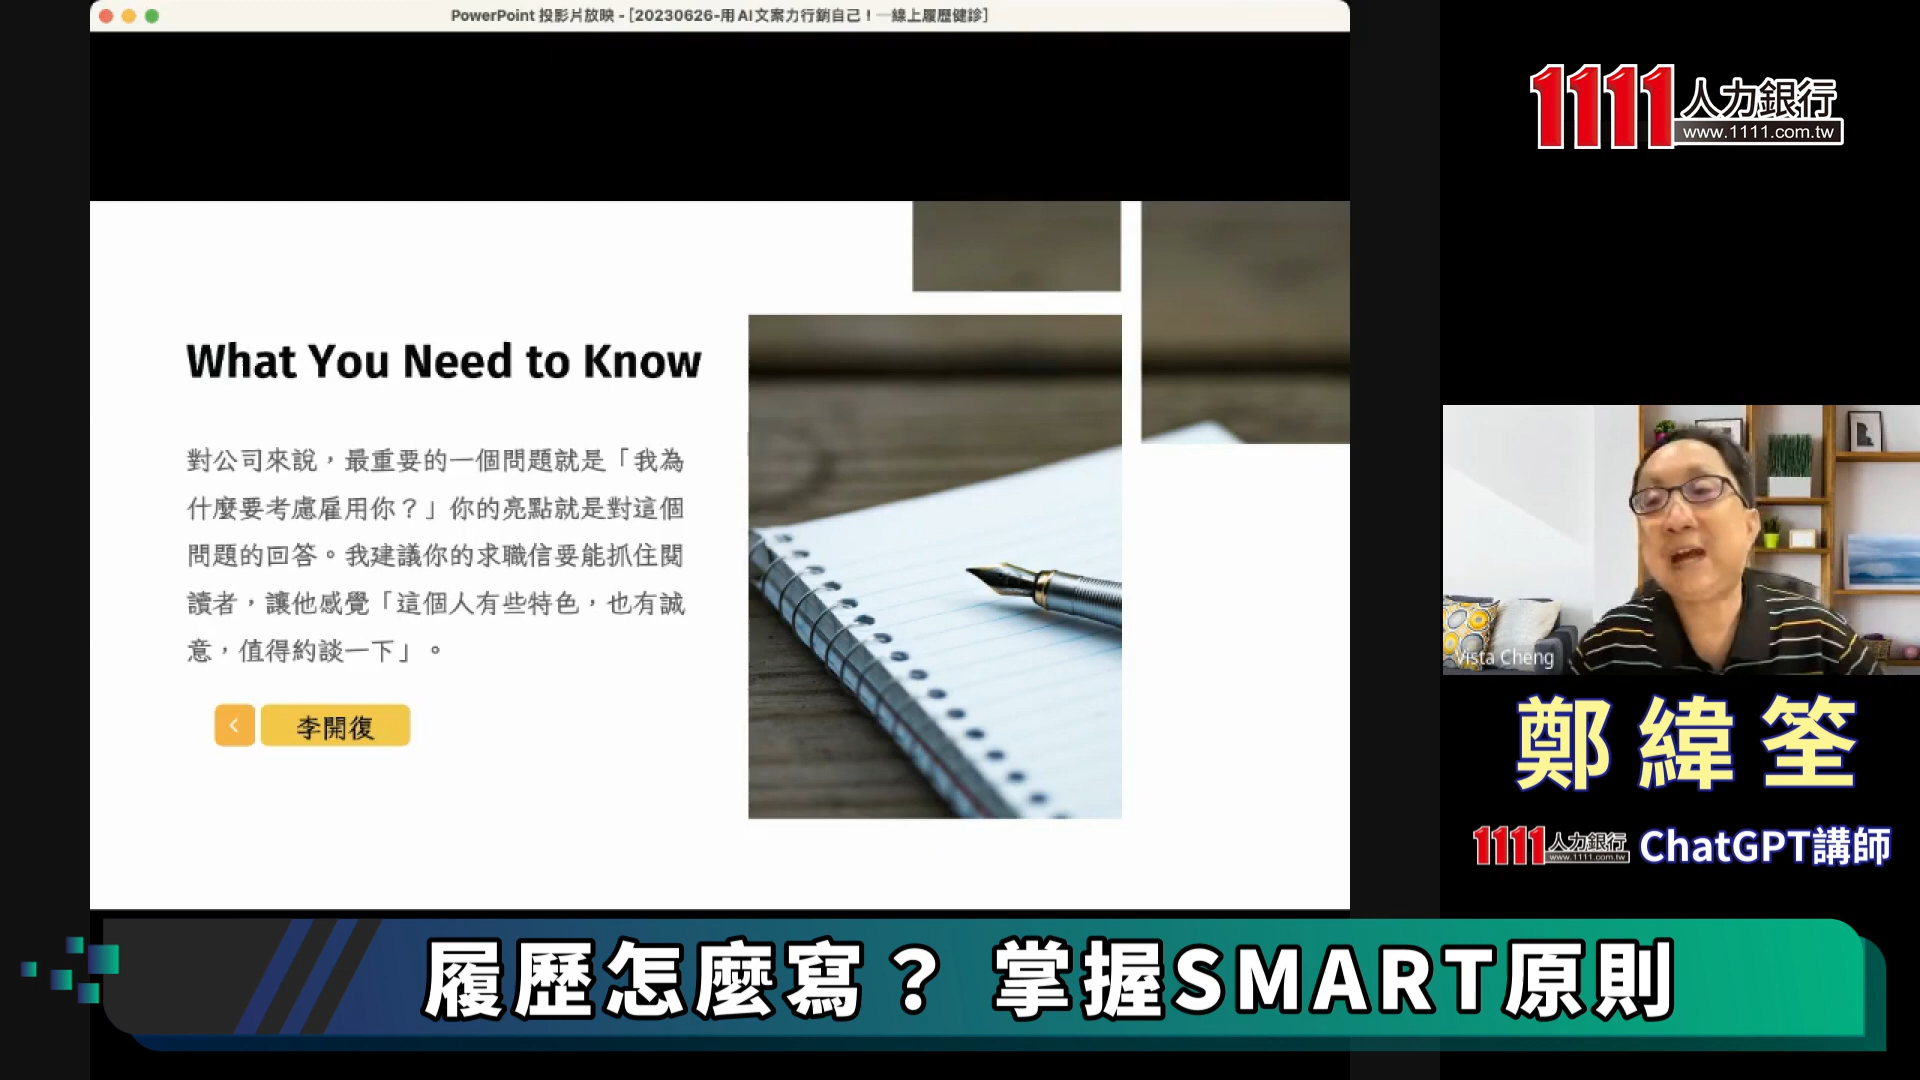 PowerPoint 投影片放映 - [20230626-用AI文案力行銷自己！─線上履歷健診]
1111人力銀行
www.1111.com.tw
What You Need to Know
對公司來說，最重要的一個問題就是「我為
什麼要考慮雇用你？」你的亮點就是對這個
問題的回答。我建議你的求職信要能抓住閱
讀者，讓他感覺「這個人有些特色，也有誠
意，值得約談一下」。
李開復
Vista Cheng
鄭緯筌
1111人力銀行
www.1111.com.tw
ChatGPT講師
履歷怎麼寫？ 掌握SMART原則